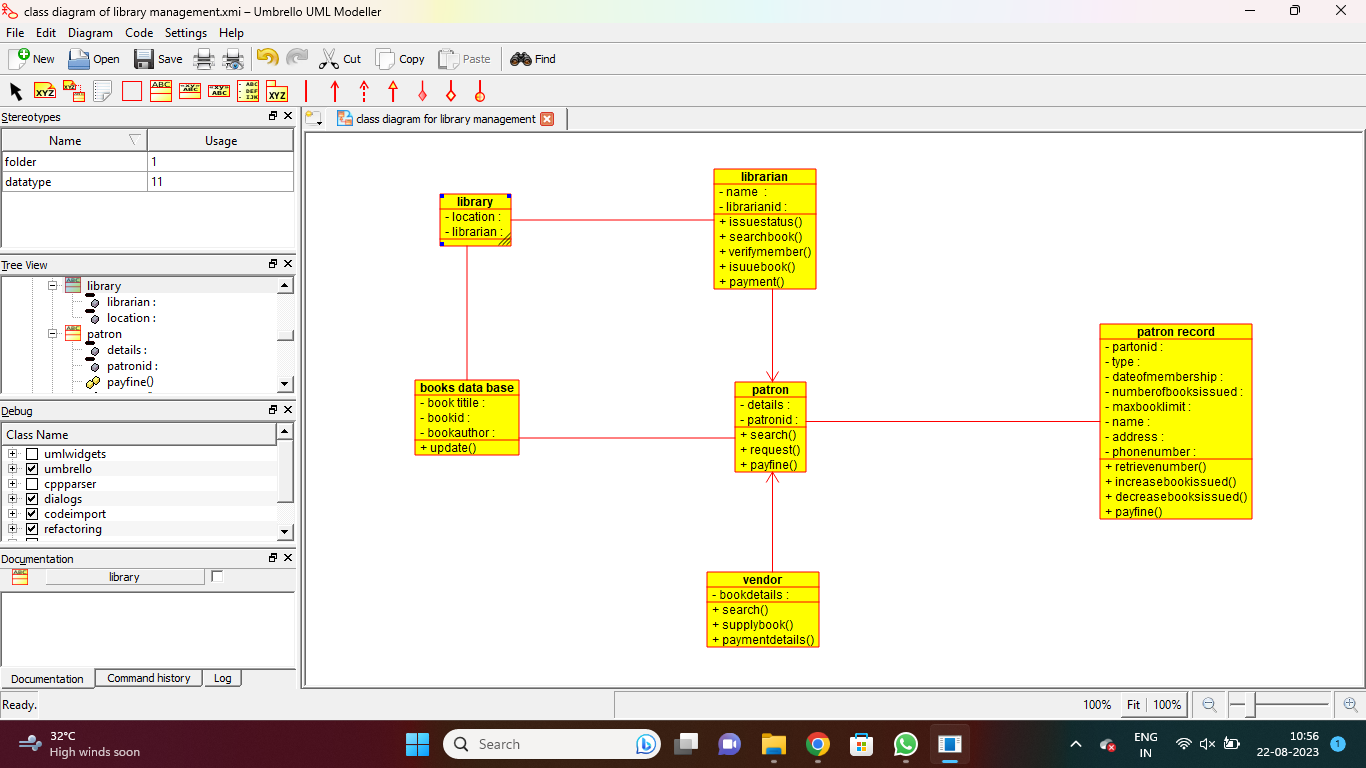 class diagram of library management.xmi – Umbrello UML Modeller
File Edit Diagram Code Settings Help
New Open Save Cut Copy Paste Find
Stereotypes
Name Usage
folder 1
datatype 11
Tree View
library
librarian :
location :
patron
details :
patronid :
payfine()
Debug
Class Name
umlwidgets
umbrello
cppparser
dialogs
codeimport
refactoring
Documentation
library
Documentation Command history Log
class diagram for library management
library
- location :
- librarian :
librarian
- name :
- librarianid :
+ issuestatus()
+ searchbook()
+ verifymember()
+ isuuebook()
+ payment()
books data base
- book titile :
- bookid :
- bookauthor :
+ update()
patron
- details :
- patronid :
+ search()
+ request()
+ payfine()
patron record
- partonid :
- type :
- dateofmembership :
- numberofbooksissued :
- maxbooklimit :
- name :
- address :
- phonenumber :
+ retrievenumber()
+ increasebookissued()
+ decreasebooksissued()
+ payfine()
vendor
- bookdetails :
+ search()
+ supplybook()
+ paymentdetails()
Ready.
100% Fit 100%
32°C
High winds soon
Search
ENG
IN
10:56
22-08-2023
1